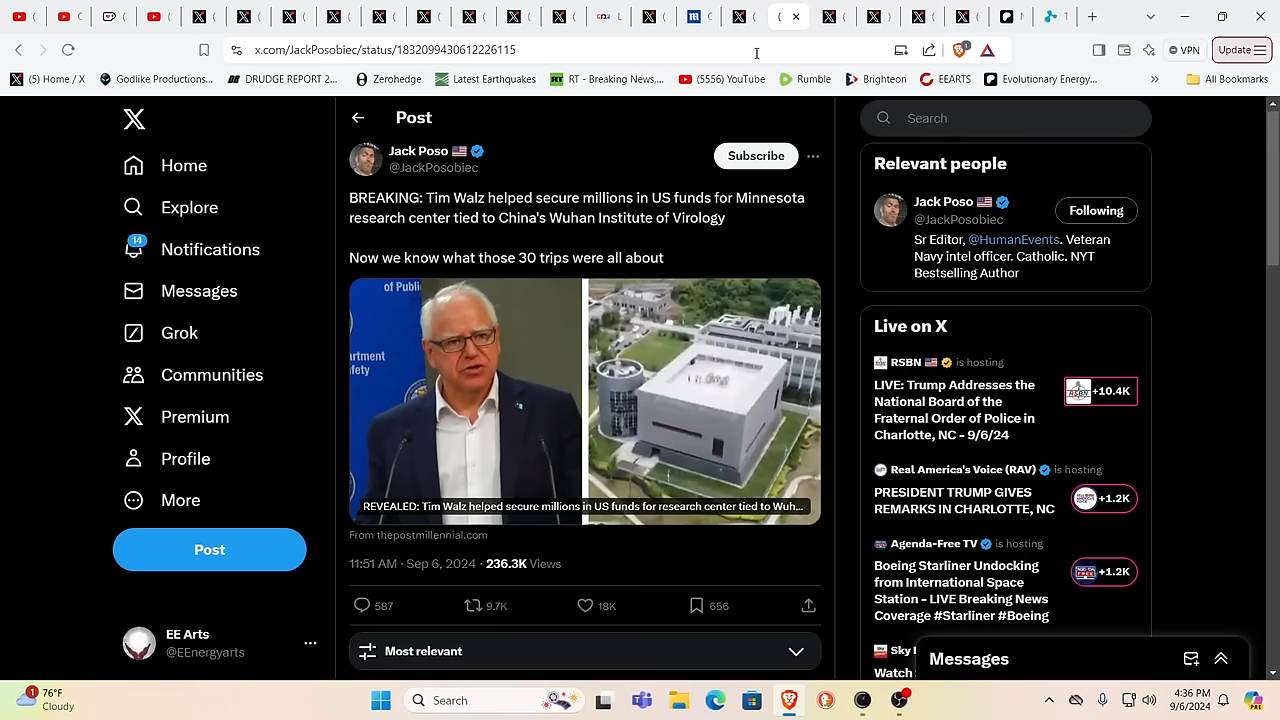 x.com/JackPosobiec/status/1832099430612226115
VPN
Update
(5) Home / X
Godlike Productions...
DRUDGE REPORT 2...
Zerohedge
Latest Earthquakes
RT - Breaking News,...
(5556) YouTube
Rumble
Brighteon
EEARTS
Evolutionary Energy...
All Bookmarks
Home
Explore
14
Notifications
Messages
Grok
Communities
Premium
Profile
More
Post
EE Arts
@EEnergyarts
Post
Jack Poso
@JackPosobiec
Subscribe
BREAKING: Tim Walz helped secure millions in US funds for Minnesota
research center tied to China's Wuhan Institute of Virology
Now we know what those 30 trips were all about
of Publi
artment
afety
REVEALED: Tim Walz helped secure millions in US funds for research center tied to Wuh...
From thepostmillennial.com
11:51 AM · Sep 6, 2024 · 236.3K Views
587
9.7K
18K
656
Most relevant
Search
Relevant people
Jack Poso
@JackPosobiec
Following
Sr Editor, @HumanEvents. Veteran
Navy intel officer. Catholic. NYT
Bestselling Author
Live on X
RSBN is hosting
LIVE: Trump Addresses the
National Board of the
Fraternal Order of Police in
Charlotte, NC - 9/6/24
+10.4K
Real America's Voice (RAV) is hosting
PRESIDENT TRUMP GIVES
REMARKS IN CHARLOTTE, NC
+1.2K
Agenda-Free TV is hosting
Boeing Starliner Undocking
from International Space
Station - LIVE Breaking News
Coverage #Starliner #Boeing
+1.2K
Sky
Watch
Messages
1
76°F
Cloudy
Search
4:36 PM
9/6/2024